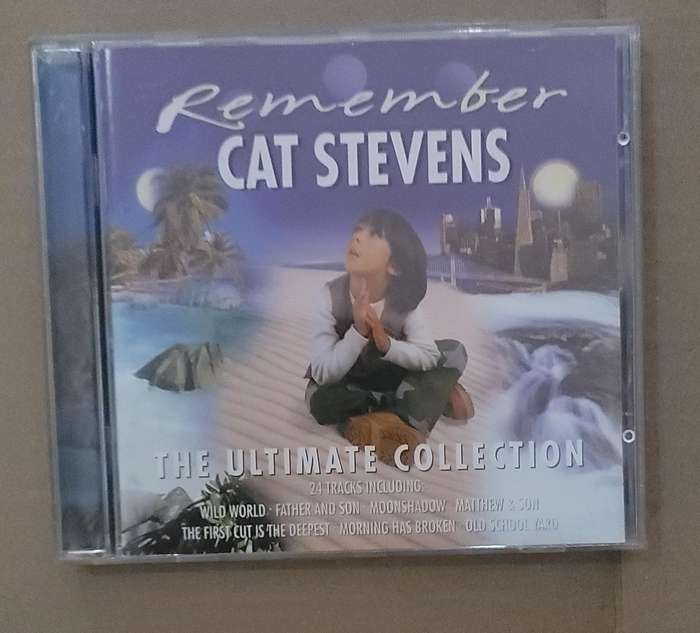 Remember
CAT STEVENS
THE ULTIMATE COLLECTION
24 TRACKS INCLUDING:
WILD WORLD · FATHER AND SON · MOONSHADOW · MATTHEW & SON
THE FIRST CUT IS THE DEEPEST · MORNING HAS BROKEN · OLD SCHOOL YARD